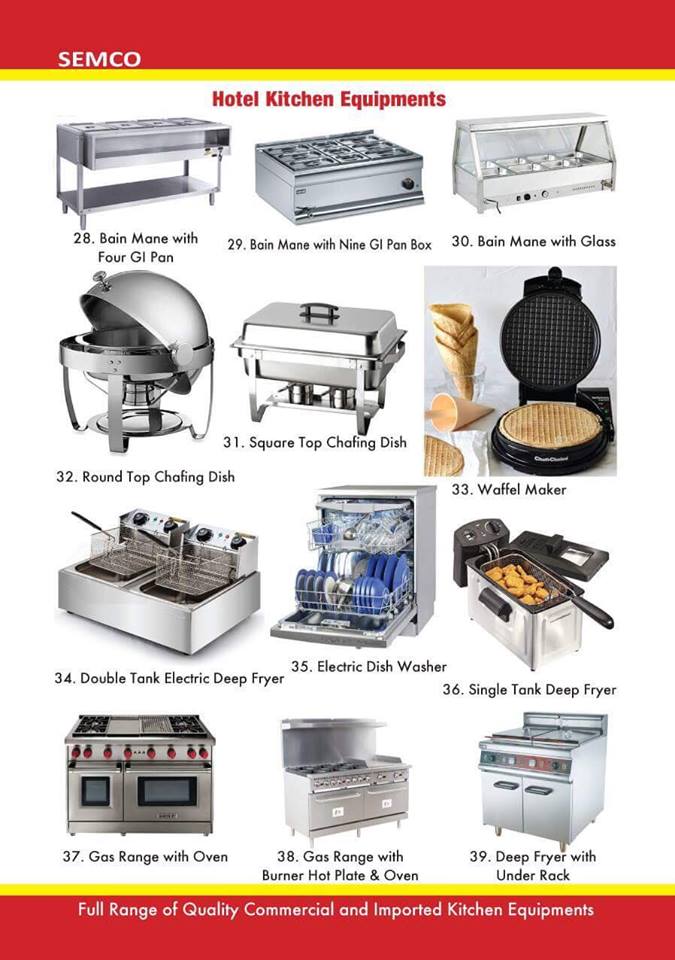 SEMCO
Hotel Kitchen Equipments
28. Bain Mane with
Four GI Pan
29. Bain Mane with Nine GI Pan Box
30. Bain Mane with Glass
31. Square Top Chafing Dish
32. Round Top Chafing Dish
Chef'sChoice
33. Waffel Maker
34. Double Tank Electric Deep Fryer
35. Electric Dish Washer
36. Single Tank Deep Fryer
WOLF
37. Gas Range with Oven
38. Gas Range with
Burner Hot Plate & Oven
39. Deep Fryer with
Under Rack
Full Range of Quality Commercial and Imported Kitchen Equipments